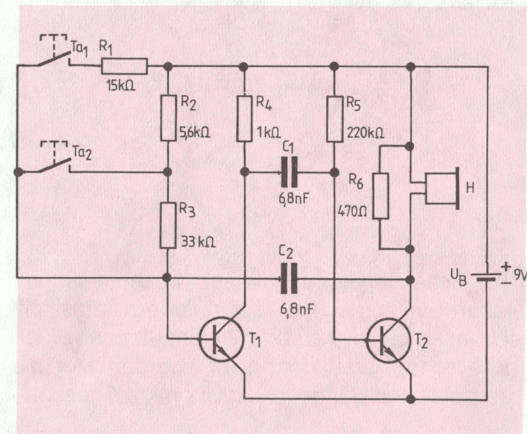 Ta1
R1
15kΩ
R2
5,6kΩ
R4
1kΩ
R5
220kΩ
C1
6,8nF
Ta2
R6
470Ω
H
R3
33 kΩ
C2
6,8nF
UB
+
9V
−
T1
T2